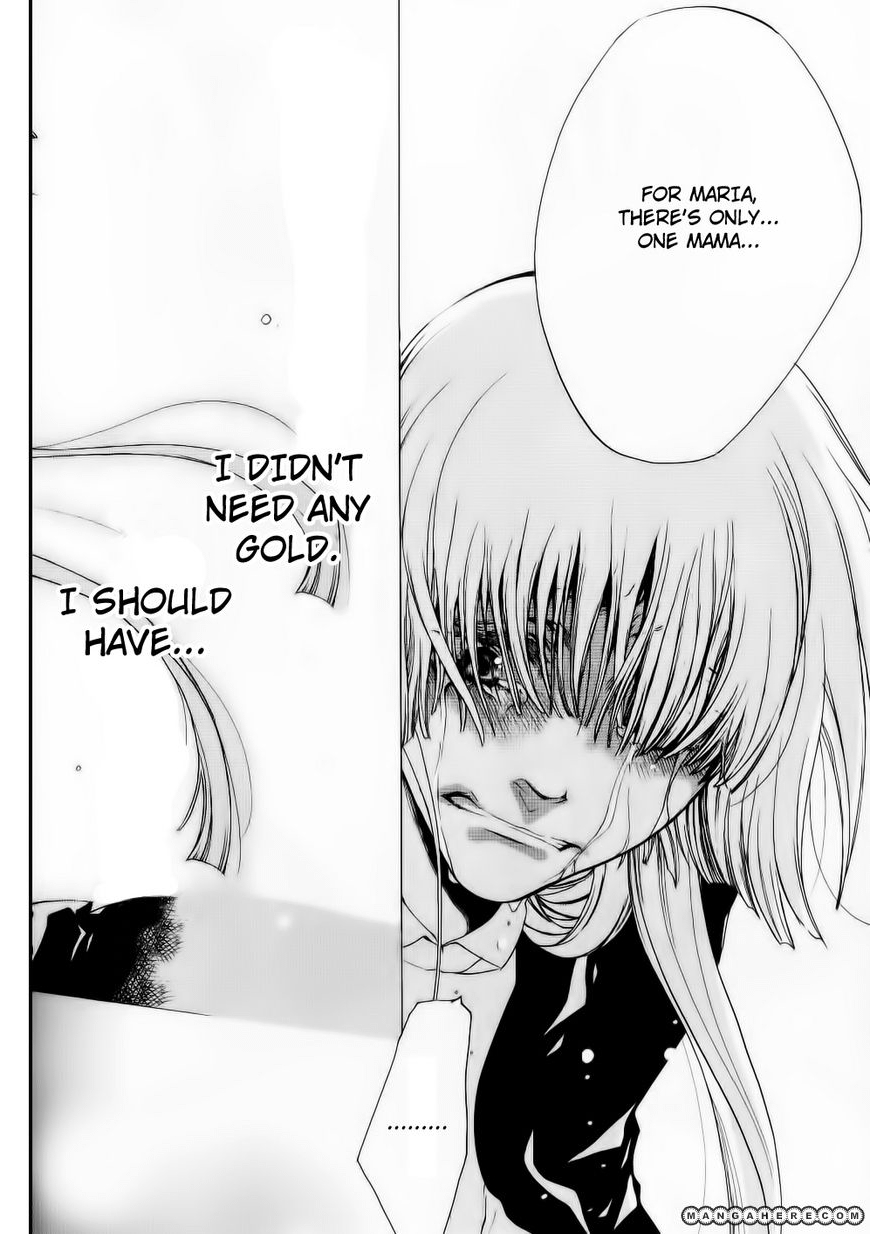 FOR MARIA,
THERE'S ONLY...
ONE MAMA...
I DIDN'T
NEED ANY
GOLD.
I SHOULD
HAVE...
.........
MANGAHERE.COM